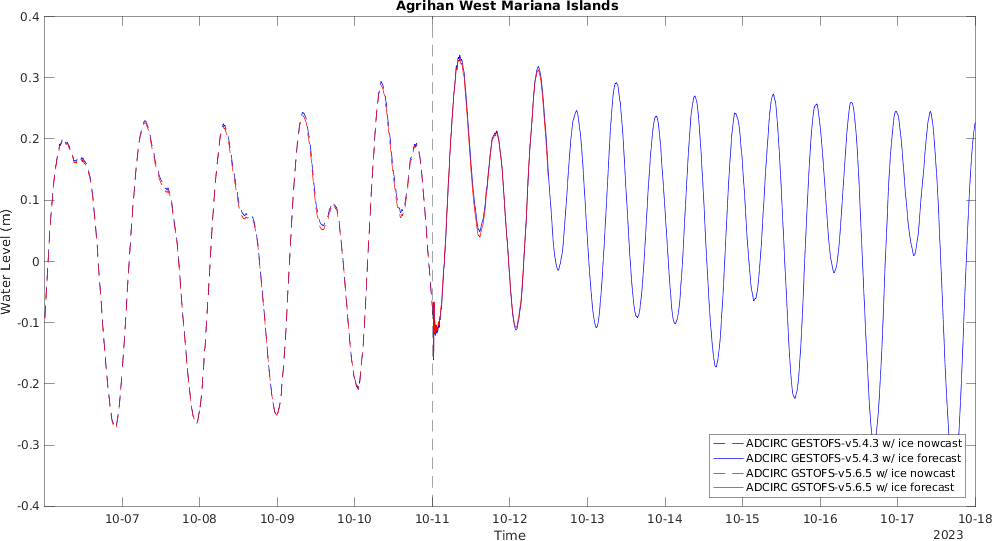 Agrihan West Mariana Islands
0.4
0.3
0.2
0.1
0
-0.1
-0.2
-0.3
-0.4
Water Level (m)
10-07 10-08 10-09 10-10 10-11 10-12 10-13 10-14 10-15 10-16 10-17 10-18
Time
2023
ADCIRC GESTOFS-v5.4.3 w/ ice nowcast
ADCIRC GESTOFS-v5.4.3 w/ ice forecast
ADCIRC GSTOFS-v5.6.5 w/ ice nowcast
ADCIRC GSTOFS-v5.6.5 w/ ice forecast